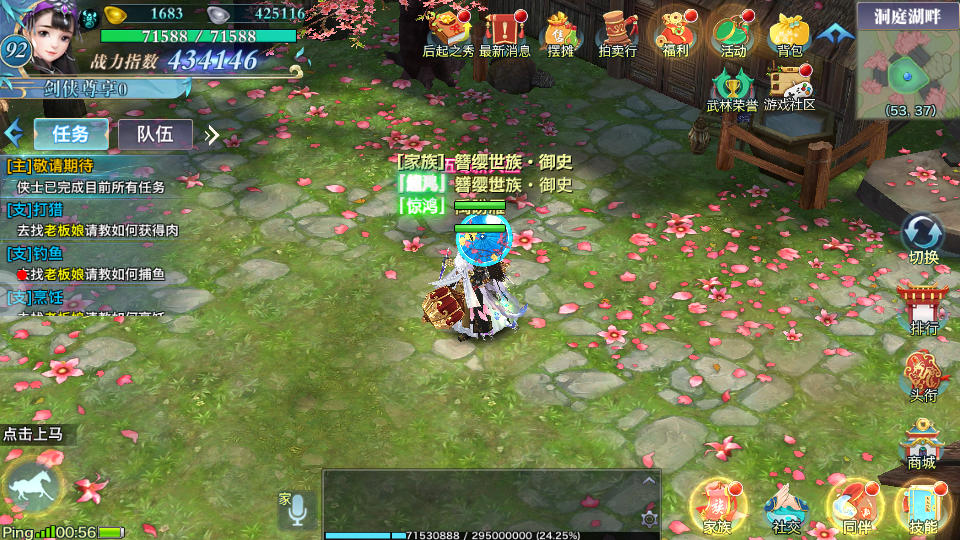 1683
425116
92
71588 / 71588
战力指数 434146
剑侠尊享0
后起之秀
最新消息
摆摊
拍卖行
福利
活动
背包
洞庭湖畔
武林荣誉
游戏社区
(53, 37)
任务
队伍
[主]敬请期待
侠士已完成目前所有任务
[支]打猎
去找老板娘请教如何获得肉
[支]钓鱼
去找老板娘请教如何捕鱼
[支]烹饪
[家族] 簪缨世族·御史
簪缨世族·御史
「惊鸿」
切换
排行
头衔
商城
点击上马
家
Ping
00:56
71530888 / 295000000 (24.25%)
家族
社交
同伴
技能